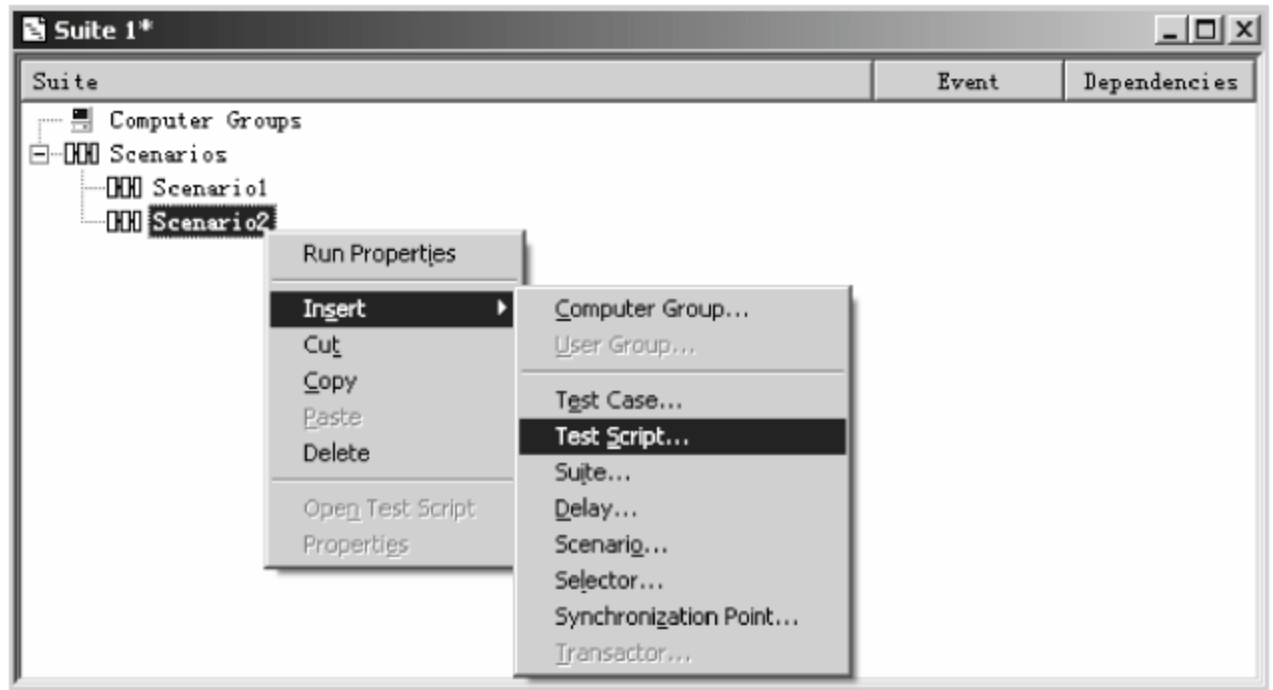 Suite 1*
Suite Event Dependencies
Computer Groups
Scenarios
Scenario1
Scenario2
Run Properties
Insert
Cut
Copy
Paste
Delete
Open Test Script
Properties
Computer Group...
User Group...
Test Case...
Test Script...
Suite...
Delay...
Scenario...
Selector...
Synchronization Point...
Transactor...